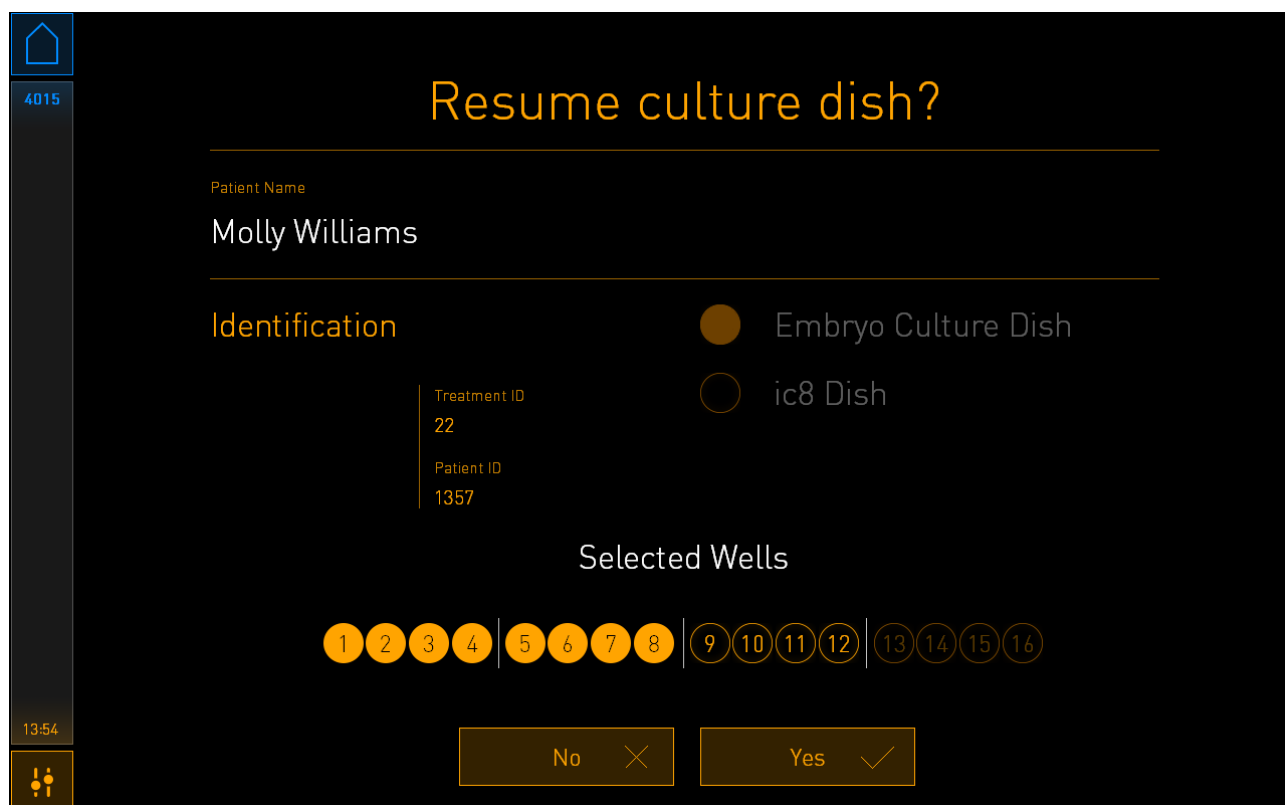 4015
Resume culture dish?
Patient Name
Molly Williams
Identification
Embryo Culture Dish
ic8 Dish
Treatment ID
22
Patient ID
1357
Selected Wells
1 2 3 4 5 6 7 8 9 10 11 12 13 14 15 16
13:54
No Yes